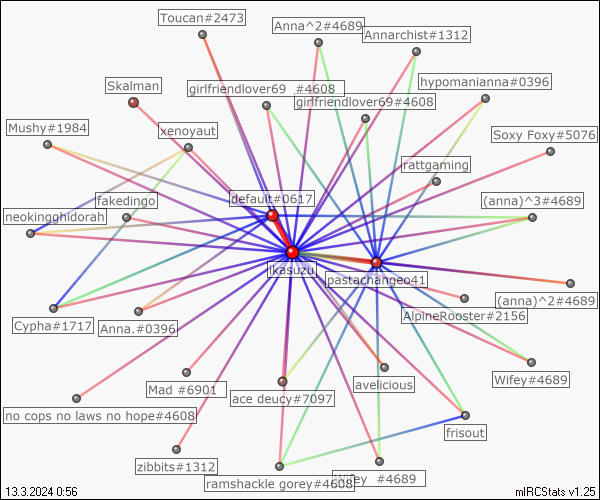 Toucan#2473
Anna^2#4689
Annarchist#1312
Skalman
girlfriendlover69 #4608
hypomanianna#0396
girlfriendlover69#4608
Mushy#1984
xenoyaut
Soxy Foxy#5076
rattgaming
fakedingo
default#0617
(anna)^3#4689
neokingghidorah
ikasuzu
pastachange041
(anna)^2#4689
Cypha#1717
Anna.#0396
AlpineRooster#2156
Mad #6901
ace deucy#7097
avelicious
Wifey#4689
no cops no laws no hope#4608
frisout
zibbits#1312
ramshackle gorey#4608
Wifey #4689
13.3.2024 0:56
mIRCStats v1.25